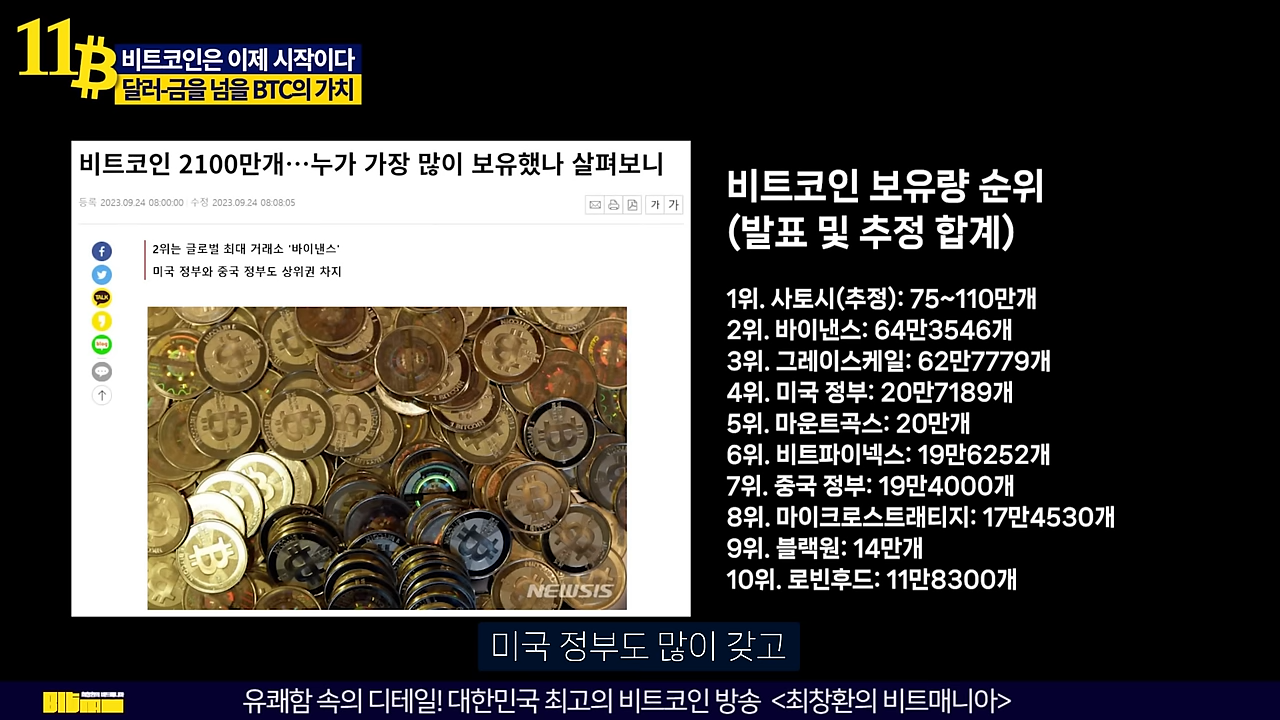 11
비트코인은 이제 시작이다
달러-금을 넘을 BTC의 가치
비트코인 2100만개…누가 가장 많이 보유했나 살펴보니
등록 2023.09.24 08:00:00 수정 2023.09.24 08:08:05
가 가
2위는 글로벌 최대 거래소 '바이낸스'
미국 정부와 중국 정부도 상위권 차지
TALK
blog
NEWSIS
비트코인 보유량 순위
(발표 및 추정 합계)
1위. 사토시(추정): 75~110만개
2위. 바이낸스: 64만3546개
3위. 그레이스케일: 62만7779개
4위. 미국 정부: 20만7189개
5위. 마운트곡스: 20만개
6위. 비트파이넥스: 19만6252개
7위. 중국 정부: 19만4000개
8위. 마이크로스트래티지: 17만4530개
9위. 블랙원: 14만개
10위. 로빈후드: 11만8300개
미국 정부도 많이 갖고
유쾌함 속의 디테일! 대한민국 최고의 비트코인 방송 <최창환의 비트매니아>